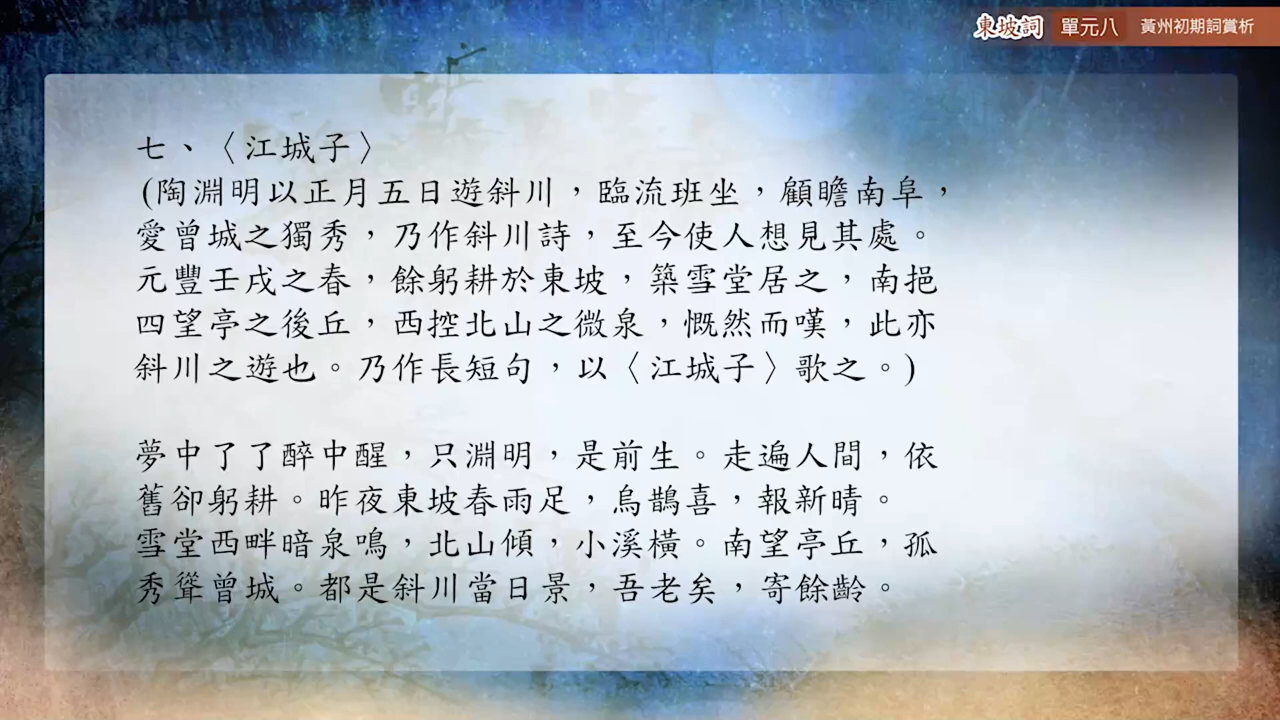 東坡詞 單元八 黃州初期詞賞析
七、〈江城子〉
(陶淵明以正月五日遊斜川，臨流班坐，顧瞻南阜，
愛曾城之獨秀，乃作斜川詩，至今使人想見其處。
元豐壬戌之春，餘躬耕於東坡，築雪堂居之，南挹
四望亭之後丘，西控北山之微泉，慨然而嘆，此亦
斜川之遊也。乃作長短句，以〈江城子〉歌之。)
夢中了了醉中醒，只淵明，是前生。走遍人間，依
舊卻躬耕。昨夜東坡春雨足，烏鵲喜，報新晴。
雪堂西畔暗泉鳴，北山傾，小溪橫。南望亭丘，孤
秀聳曾城。都是斜川當日景，吾老矣，寄餘齡。